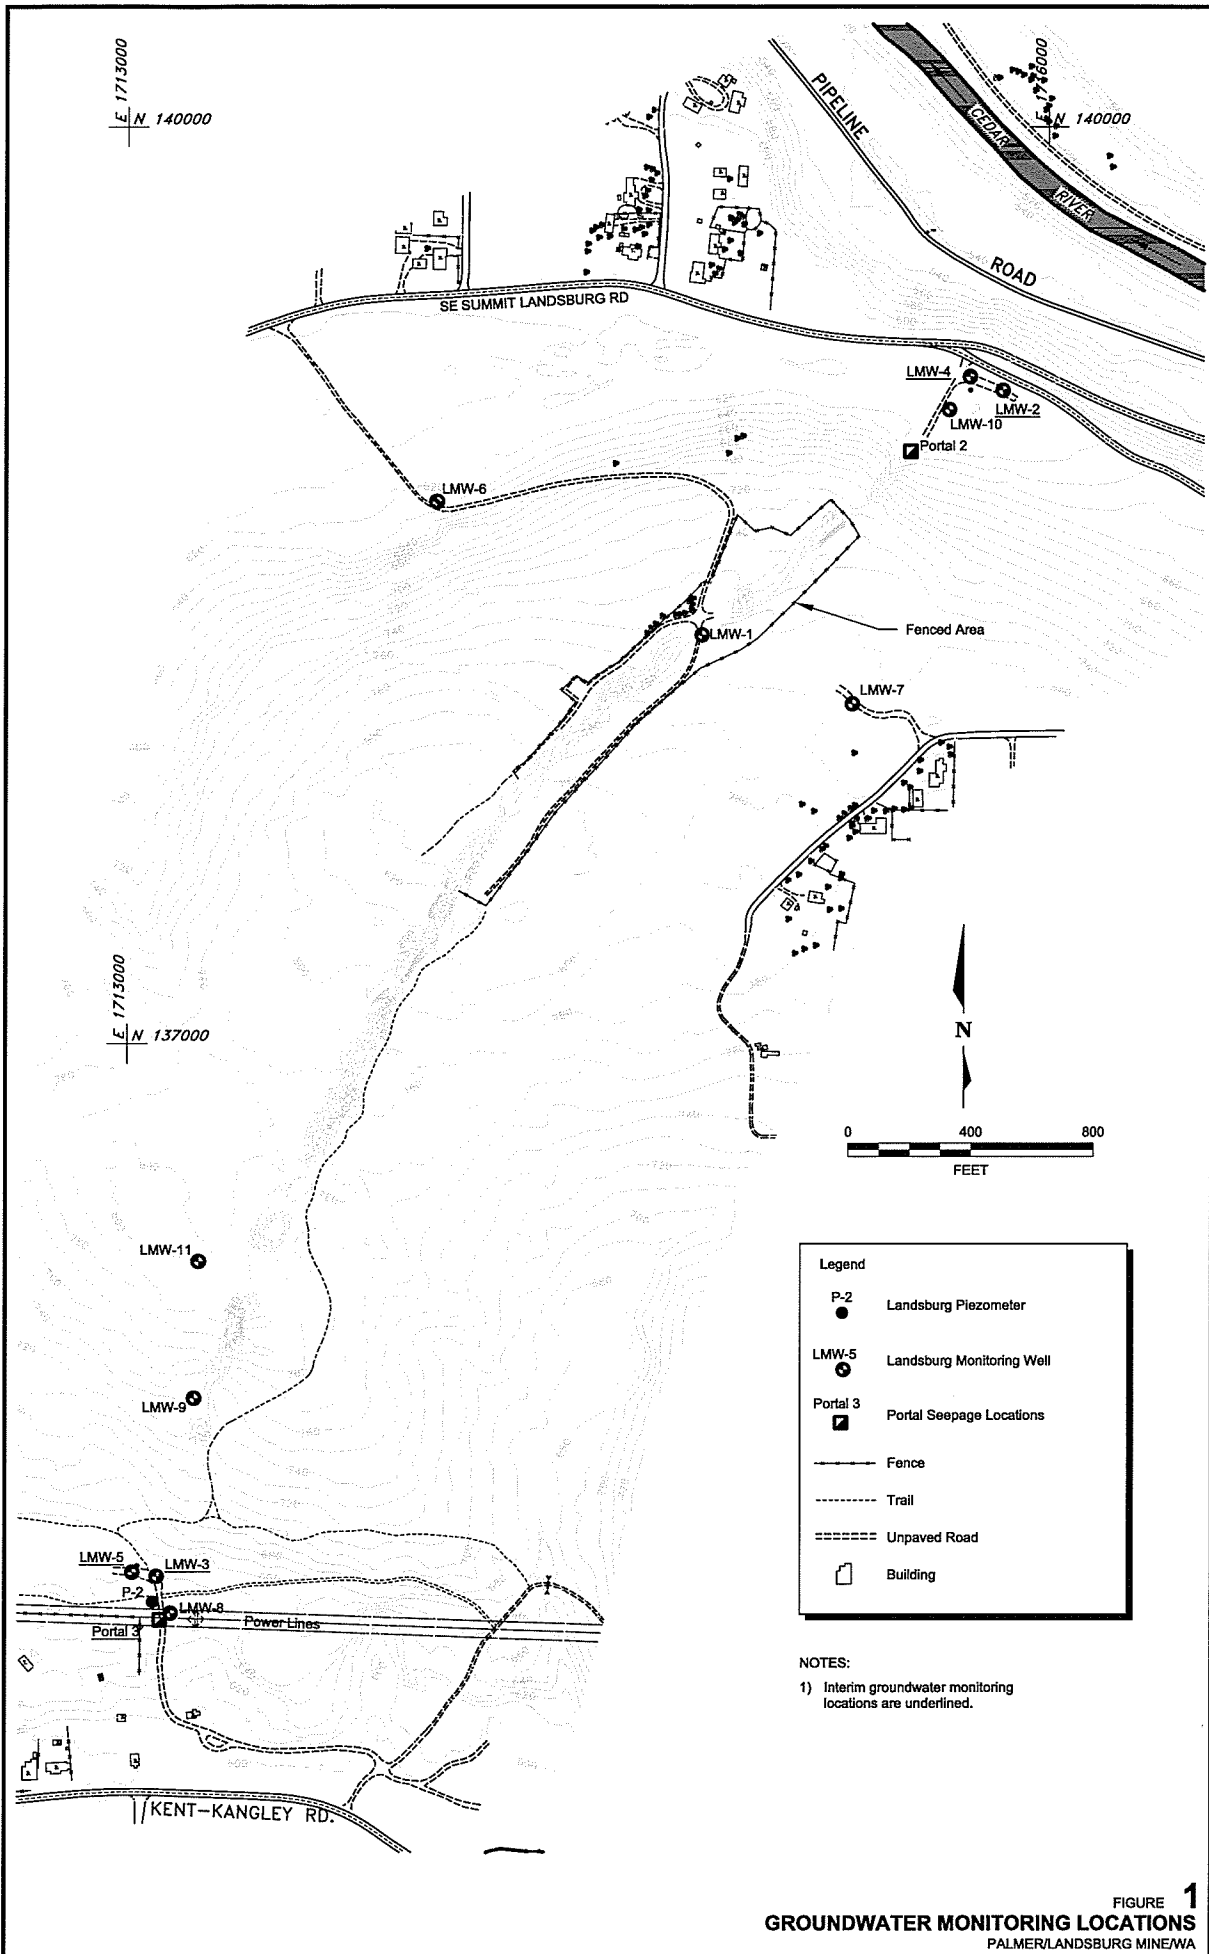 E 1713000
N 140000
E 1716000
N 140000
PIPELINE
ROAD
CEDAR
RIVER
SE SUMMIT LANDSBURG RD
LMW-4
LMW-2
LMW-10
Portal 2
LMW-6
LMW-1
Fenced Area
LMW-7
E 1713000
N 137000
N
0 400 800
FEET
LMW-11
LMW-9
Legend
P-2
Landsburg Piezometer
LMW-5
Landsburg Monitoring Well
Portal 3
Portal Seepage Locations
Fence
Trail
Unpaved Road
Building
LMW-5
LMW-3
P-2
LMW-8
Portal 3
Power Lines
NOTES:
1) Interim groundwater monitoring
locations are underlined.
KENT-KANGLEY RD.
FIGURE 1
GROUNDWATER MONITORING LOCATIONS
PALMER/LANDSBURG MINE/WA